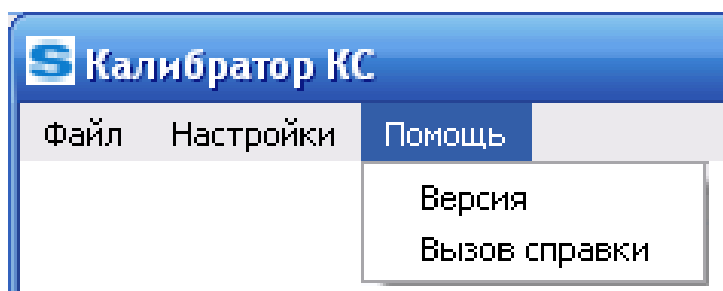 S Калибратор КС
Файл Настройки Помощь
Версия
Вызов справки